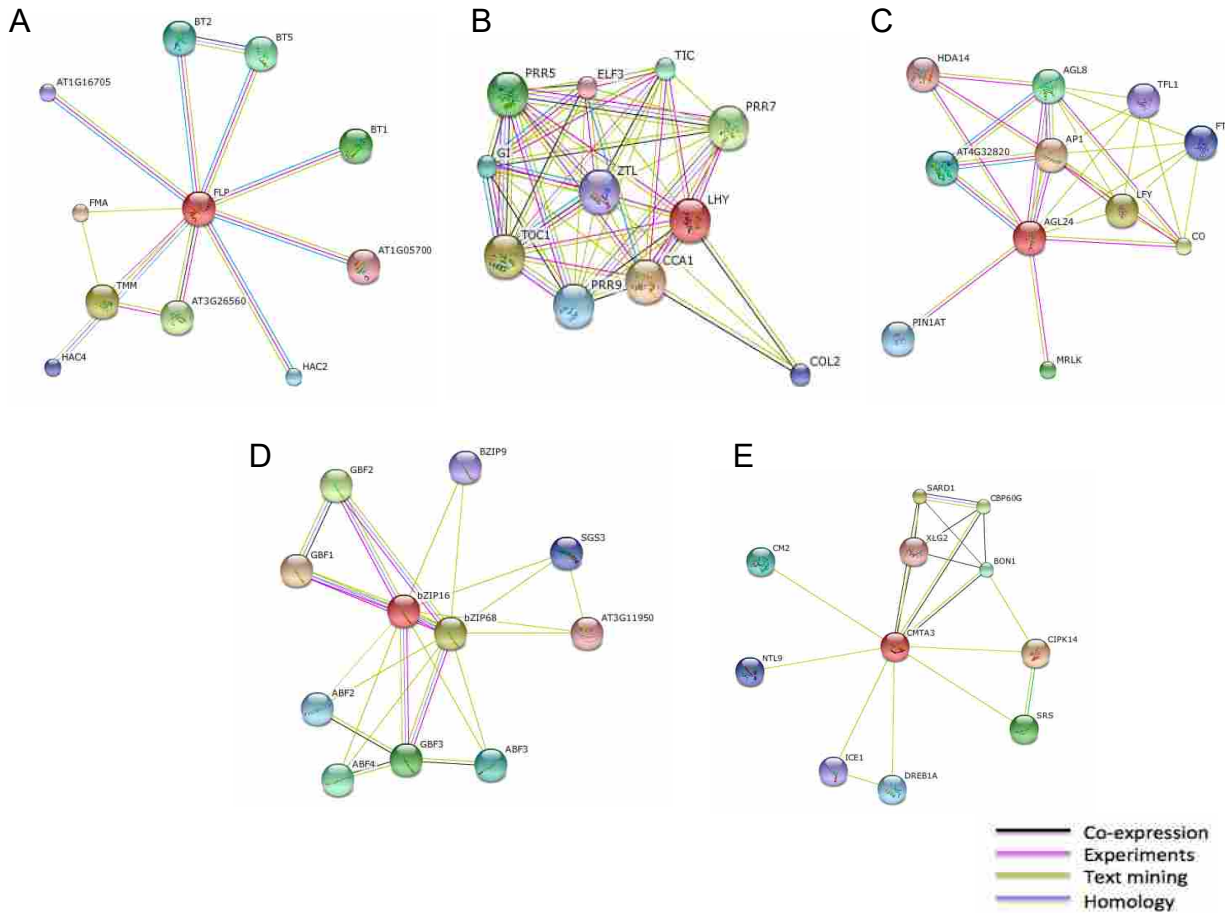 A
BT2
BT5
AT1G16705
BT1
FLP
FMA
AT1G05700
TMM
AT3G26560
HAC4
HAC2
B
TIC
PRR5
ELF3
PRR7
GI
ZTL
LHY
TOC1
CCA1
PRR9
COL2
C
HDA14
AGL8
TFL1
FT
AP1
AT4G32820
LFY
AGL24
CO
PIN1AT
MRLK
D
BZIP9
GBF2
SGS3
GBF1
bZIP16
bZIP68
AT3G11950
ABF2
GBF3
ABF3
ABF4
E
SARD1
CBP60G
XLG2
CM2
BON1
CMTA3
CIPK14
NTL9
SRS
ICE1
DREB1A
Co-expression
Experiments
Text mining
Homology